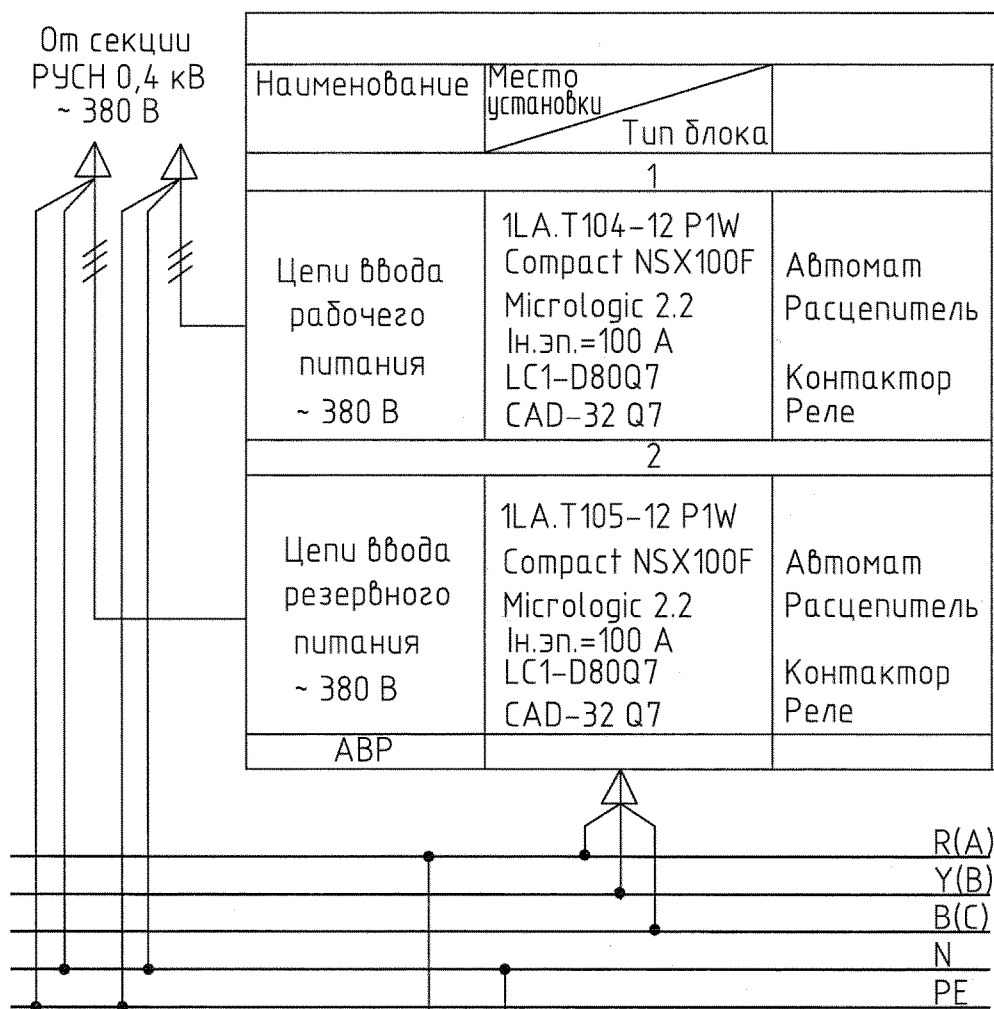 От секции
РУСН 0,4 кВ
~ 380 В
Наименование
Место
установки
Тип блока
1
Цепи ввода
рабочего
питания
~ 380 В
1LA.T104-12 P1W
Compact NSX100F
Micrologic 2.2
Iн.эп.=100 А
LC1-D80Q7
CAD-32 Q7
Автомат
Расцепитель
Контактор
Реле
2
Цепи ввода
резервного
питания
~ 380 В
1LA.T105-12 P1W
Compact NSX100F
Micrologic 2.2
Iн.эп.=100 А
LC1-D80Q7
CAD-32 Q7
Автомат
Расцепитель
Контактор
Реле
АВР
R(A)
Y(B)
B(C)
N
PE